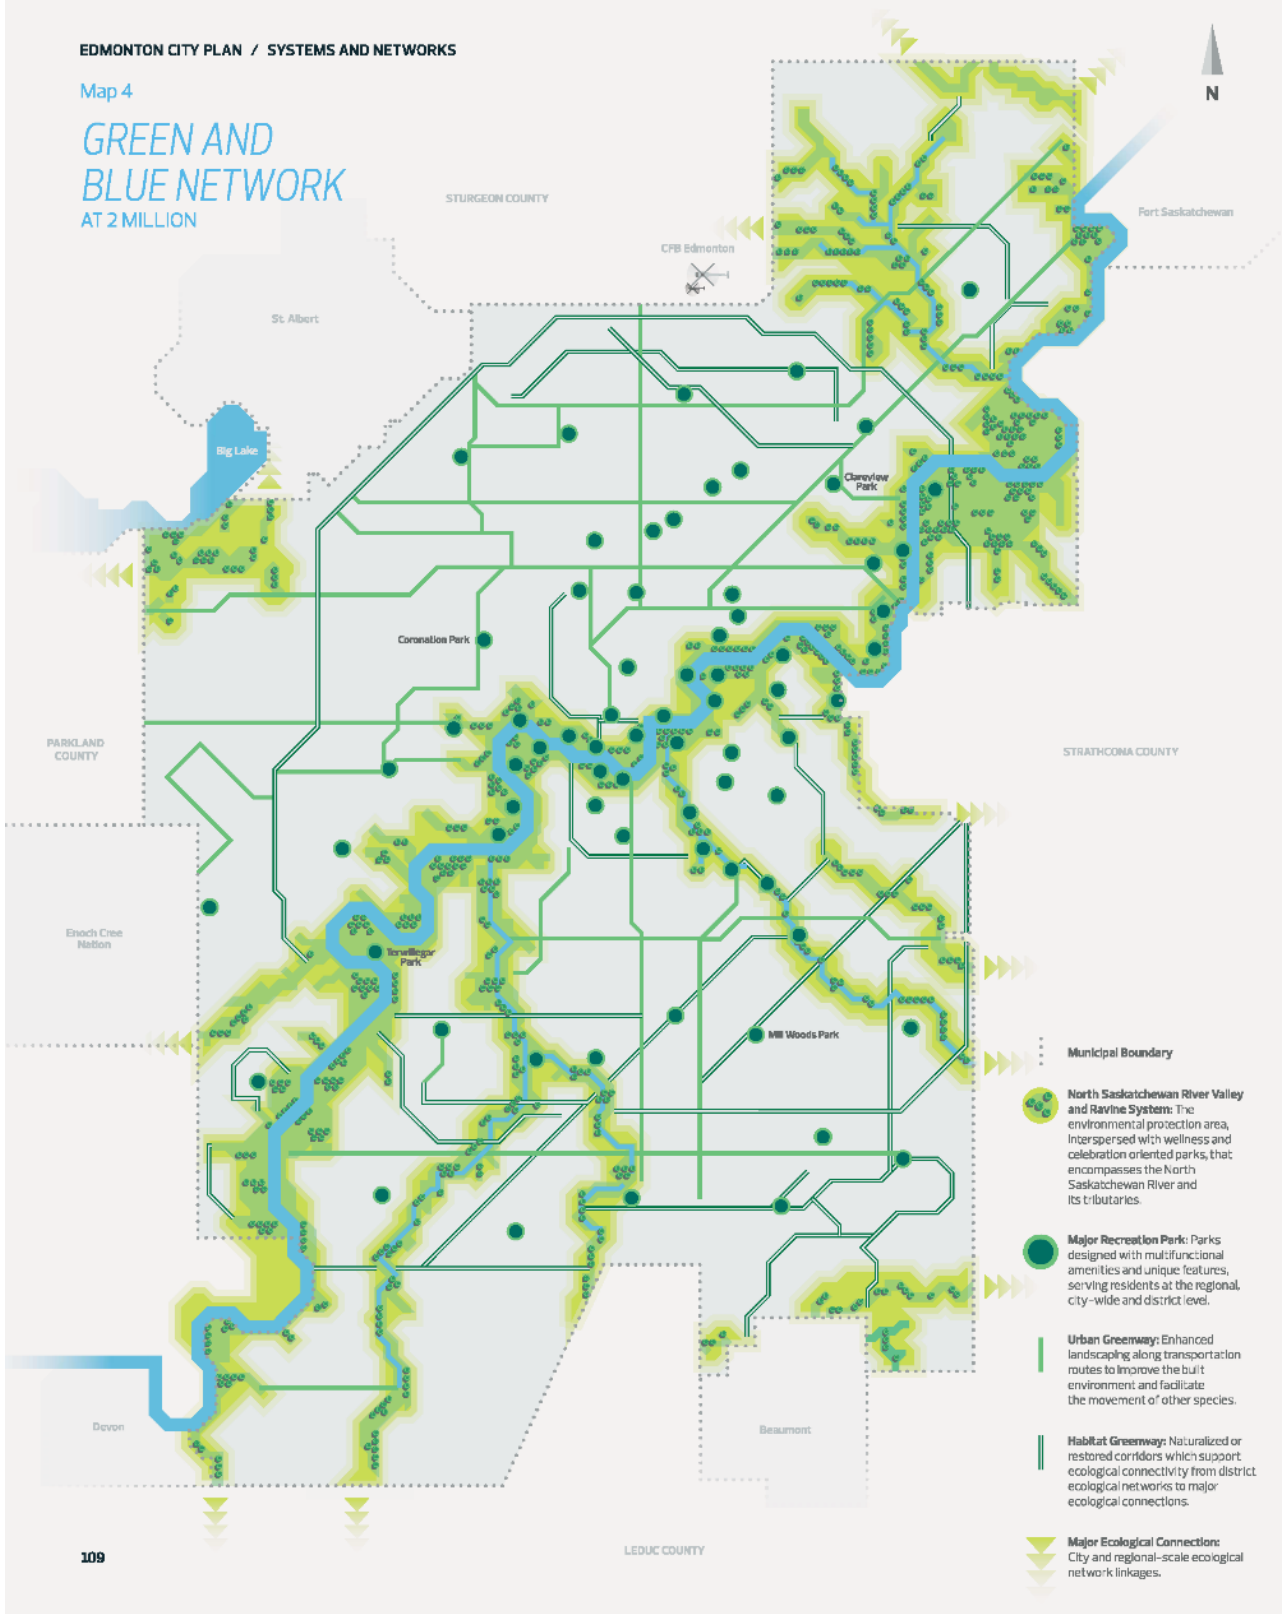 EDMONTON CITY PLAN / SYSTEMS AND NETWORKS
Map 4
GREEN AND
BLUE NETWORK
AT 2 MILLION
N
STURGEON COUNTY
Fort Saskatchewan
CFB Edmonton
St. Albert
Big Lake
Clareview
Park
Coronation Park
PARKLAND
COUNTY
STRATHCONA COUNTY
Enoch Cree
Nation
Terwillegar
Park
Mill Woods Park
Devon
Beaumont
LEDUC COUNTY
Municipal Boundary
North Saskatchewan River Valley
and Ravine System: The
environmental protection area,
interspersed with wellness and
celebration oriented parks, that
encompasses the North
Saskatchewan River and
its tributaries.
Major Recreation Park: Parks
designed with multifunctional
amenities and unique features,
serving residents at the regional,
city-wide and district level.
Urban Greenway: Enhanced
landscaping along transportation
routes to improve the built
environment and facilitate
the movement of other species.
Habitat Greenway: Naturalized or
restored corridors which support
ecological connectivity from district
ecological networks to major
ecological connections.
Major Ecological Connection:
City and regional-scale ecological
network linkages.
109